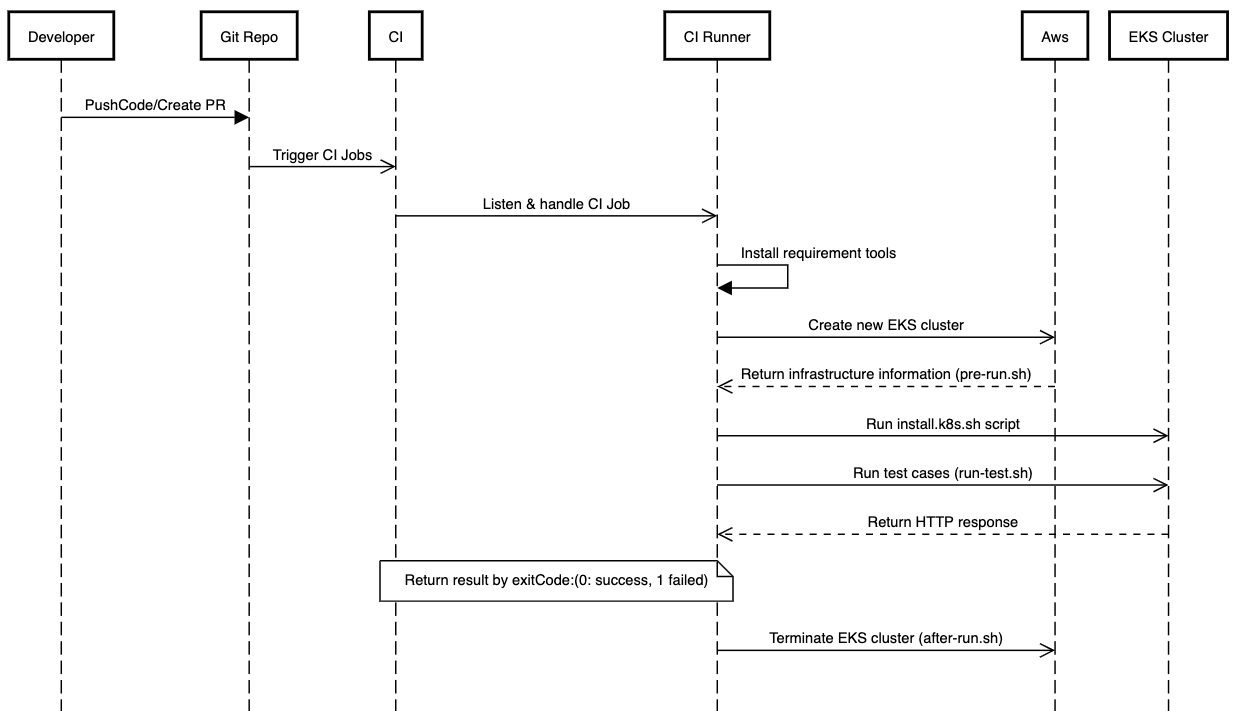 Developer
Git Repo
CI
CI Runner
Aws
EKS Cluster
PushCode/Create PR
Trigger CI Jobs
Listen & handle CI Job
Install requirement tools
Create new EKS cluster
Return infrastructure information (pre-run.sh)
Run install.k8s.sh script
Run test cases (run-test.sh)
Return HTTP response
Return result by exitCode:(0: success, 1 failed)
Terminate EKS cluster (after-run.sh)